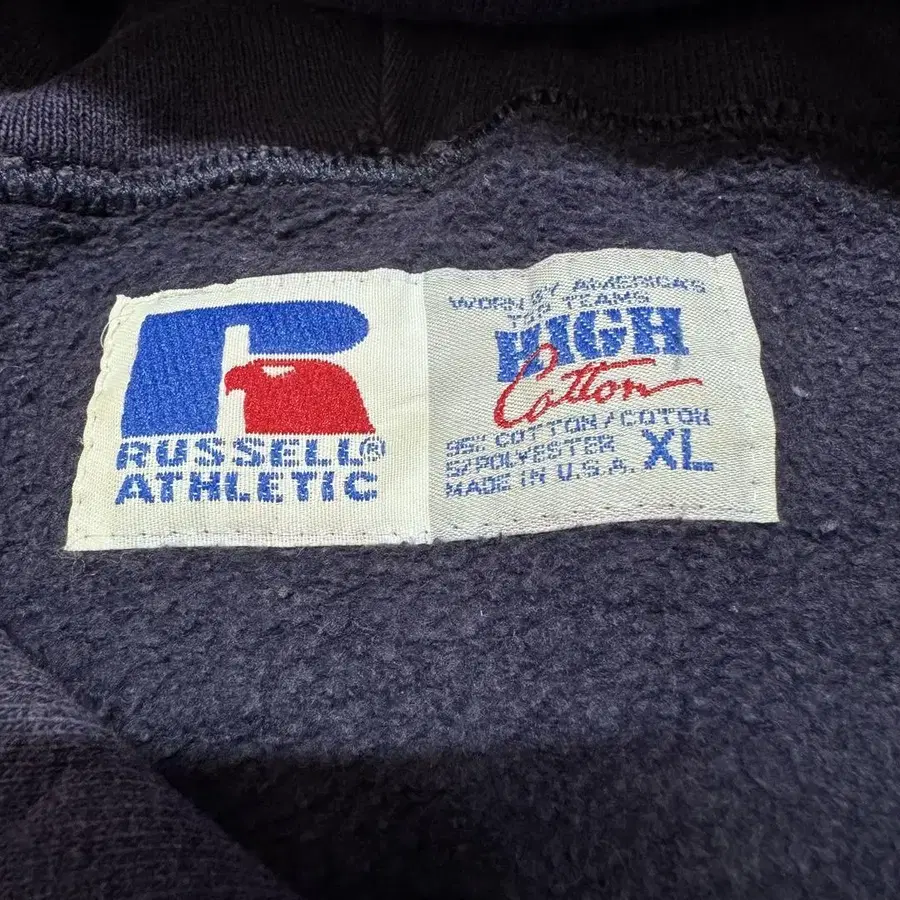 RUSSELL®
ATHLETIC
WORN BY AMERICA'S
TOP TEAMS
HIGH
Cotton
95% COTTON/COTON
5/POLYESTER
MADE IN U.S.A. XL